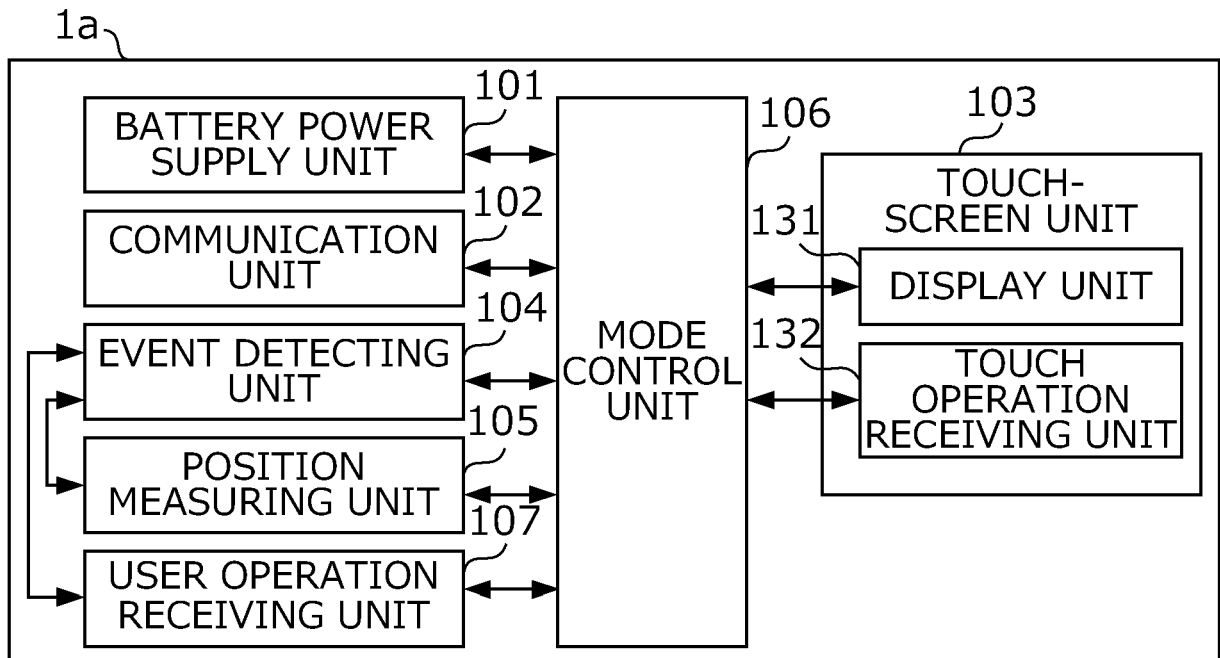 1a
101
BATTERY POWER
SUPPLY UNIT
102
COMMUNICATION
UNIT
104
EVENT DETECTING
UNIT
105
POSITION
MEASURING UNIT
107
USER OPERATION
RECEIVING UNIT
106
MODE
CONTROL
UNIT
103
TOUCH-
SCREEN UNIT
131
DISPLAY UNIT
132
TOUCH
OPERATION
RECEIVING UNIT